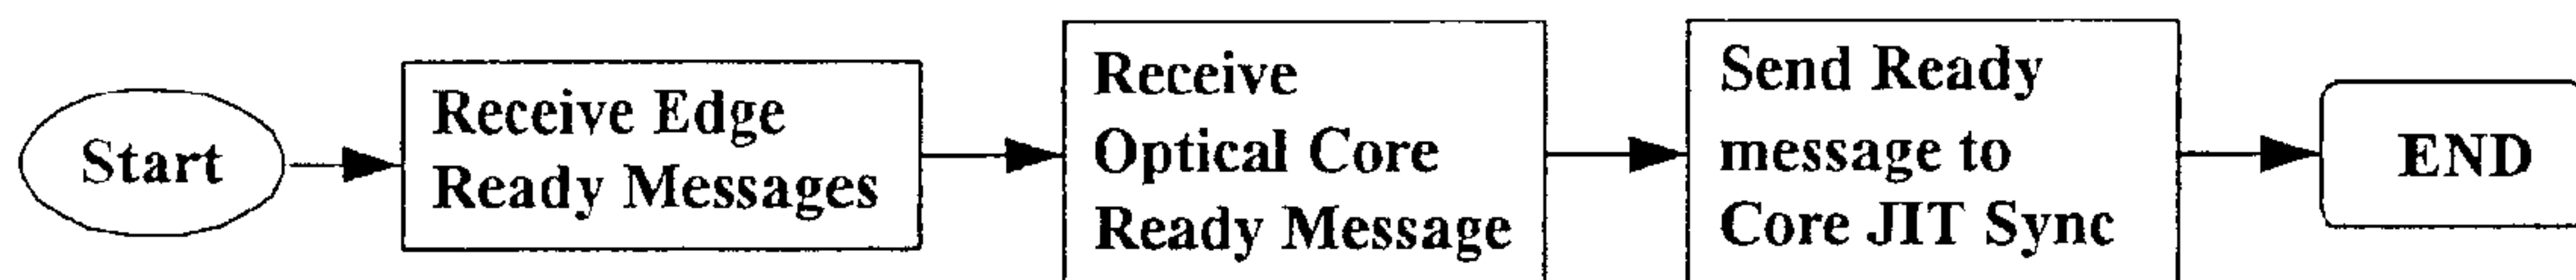 Start
Receive Edge
Ready Messages
Receive
Optical Core
Ready Message
Send Ready
message to
Core JIT Sync
END